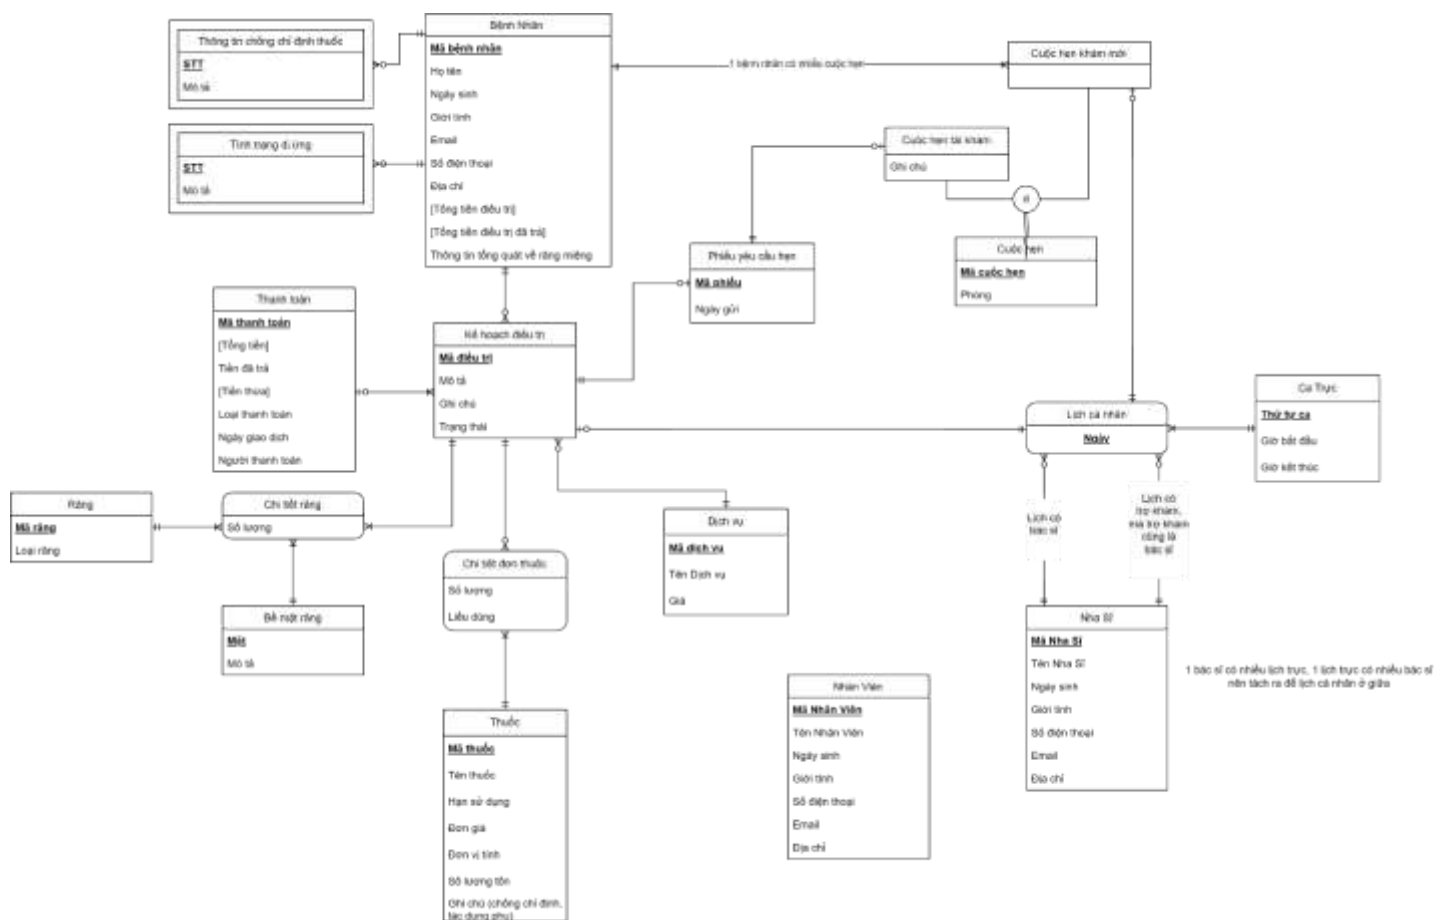 Thông tin chống chỉ định thuốc
STT
Mô tả
Tình trạng dị ứng
STT
Mô tả
Bệnh Nhân
Mã bệnh nhân
Họ tên
Ngày sinh
Giới tính
Email
Số điện thoại
Địa chỉ
[Tổng tiền điều trị]
[Tổng tiền điều trị đã trả]
Thông tin tổng quát về răng miệng
1 bệnh nhân có nhiều cuộc hẹn
Cuộc hẹn khám mới
Cuộc hẹn tái khám
Ghi chú
d
Cuộc hẹn
Mã cuộc hẹn
Phòng
Phiếu yêu cầu hẹn
Mã phiếu
Ngày gửi
Thanh toán
Mã thanh toán
[Tổng tiền]
Tiền đã trả
[Tiền thừa]
Loại thanh toán
Ngày giao dịch
Người thanh toán
Kế hoạch điều trị
Mã điều trị
Mô tả
Ghi chú
Trạng thái
Lịch cá nhân
Ngày
Ca Trực
Thứ tự ca
Giờ bắt đầu
Giờ kết thúc
Răng
Mã răng
Loại răng
Chi tiết răng
Số lượng
Bề mặt răng
Mặt
Mô tả
Chi tiết đơn thuốc
Số lượng
Liều dùng
Dịch vụ
Mã dịch vụ
Tên Dịch vụ
Giá
Lịch có
bác sĩ
Lịch có
trợ khám,
mà trợ khám
cũng là
bác sĩ
Nha Sĩ
Mã Nha Sĩ
Tên Nha Sĩ
Ngày sinh
Giới tính
Số điện thoại
Email
Địa chỉ
1 bác sĩ có nhiều lịch trực, 1 lịch trực có nhiều bác sĩ
nên tách ra để lịch cá nhân ở giữa
Nhân Viên
Mã Nhân Viên
Tên Nhân Viên
Ngày sinh
Giới tính
Số điện thoại
Email
Địa chỉ
Thuốc
Mã thuốc
Tên thuốc
Hạn sử dụng
Đơn giá
Đơn vị tính
Số lượng tồn
Ghi chú (chống chỉ định,
tác dụng phụ)